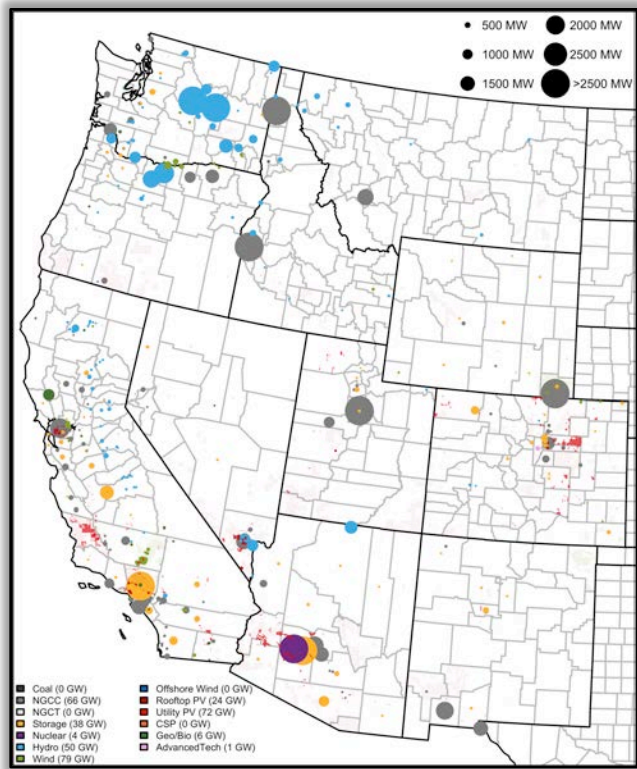 500 MW
2000 MW
1000 MW
2500 MW
1500 MW
>2500 MW
Coal (0 GW)
NGCC (66 GW)
NGCT (0 GW)
Storage (38 GW)
Nuclear (4 GW)
Hydro (50 GW)
Wind (79 GW)
Offshore Wind (0 GW)
Rooftop PV (24 GW)
Utility PV (72 GW)
CSP (0 GW)
Geo/Bio (6 GW)
AdvancedTech (1 GW)